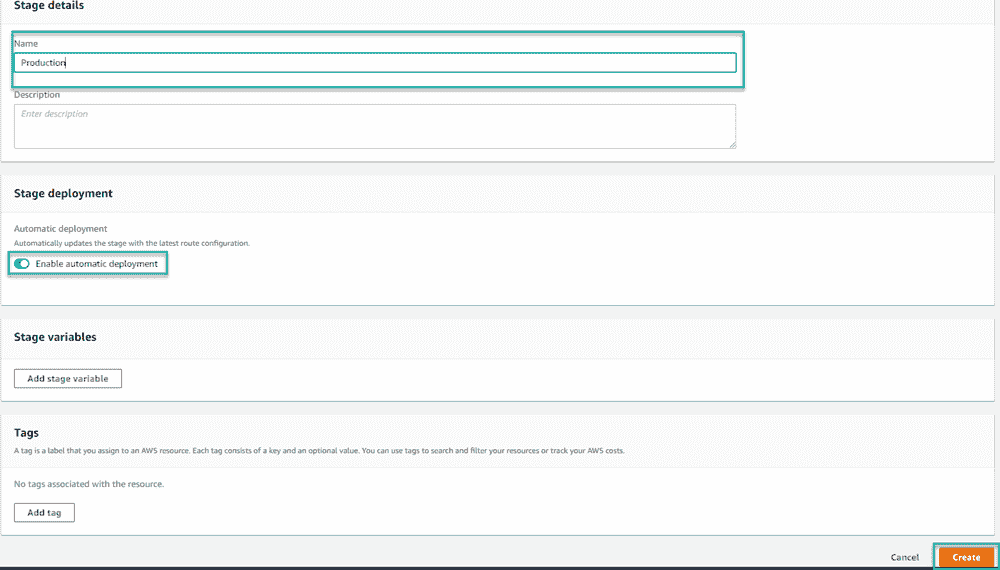 Stage details
Name
Production
Description
Enter description
Stage deployment
Automatic deployment
Automatically updates the stage with the latest route configuration.
Enable automatic deployment
Stage variables
Add stage variable
Tags
A tag is a label that you assign to an AWS resource. Each tag consists of a key and an optional value. You can use tags to search and filter your resources or track your AWS costs.
No tags associated with the resource.
Add tag
Cancel Create